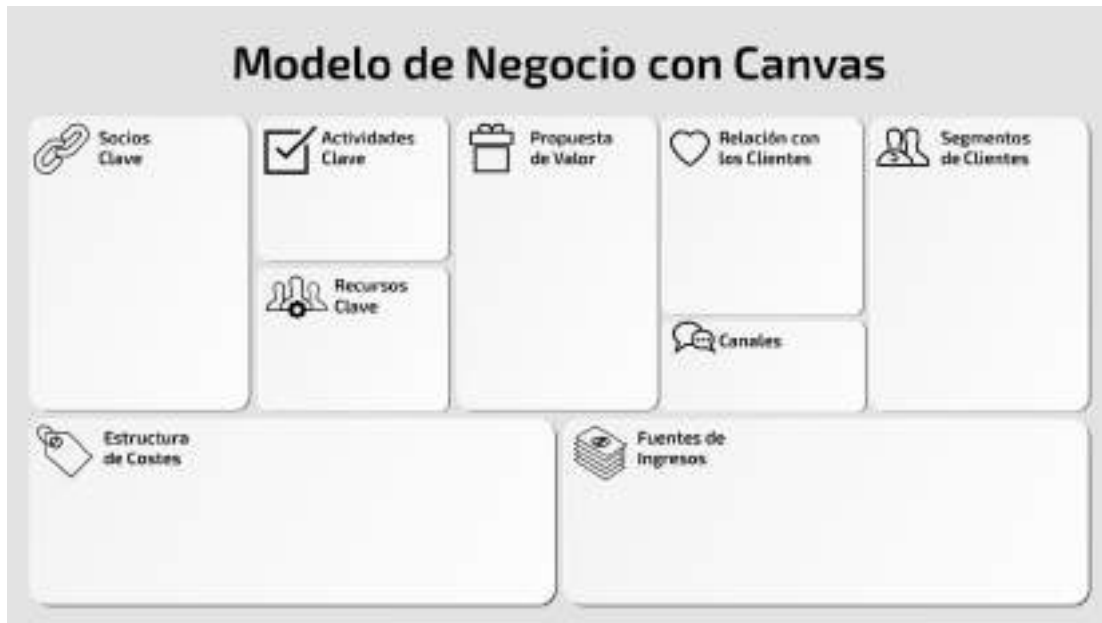 Modelo de Negocio con Canvas
Socios
Clave
Actividades
Clave
Recursos
Clave
Propuesta
de Valor
Relación con
los Clientes
Canales
Segmentos
de Clientes
Estructura
de Costes
Fuentes de
Ingresos